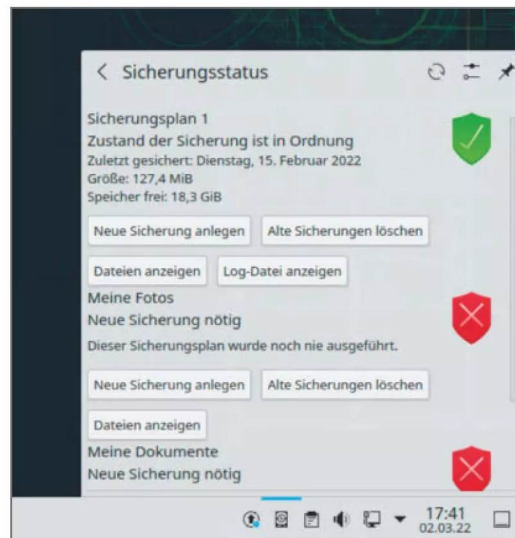 Sicherungsstatus
Sicherungsplan 1
Zustand der Sicherung ist in Ordnung
Zuletzt gesichert: Dienstag, 15. Februar 2022
Größe: 127,4 MiB
Speicher frei: 18,3 GiB
Neue Sicherung anlegen Alte Sicherungen löschen
Dateien anzeigen Log-Datei anzeigen
Meine Fotos
Neue Sicherung nötig
Dieser Sicherungsplan wurde noch nie ausgeführt.
Neue Sicherung anlegen Alte Sicherungen löschen
Dateien anzeigen
Meine Dokumente
Neue Sicherung nötig
17:41
02.03.22